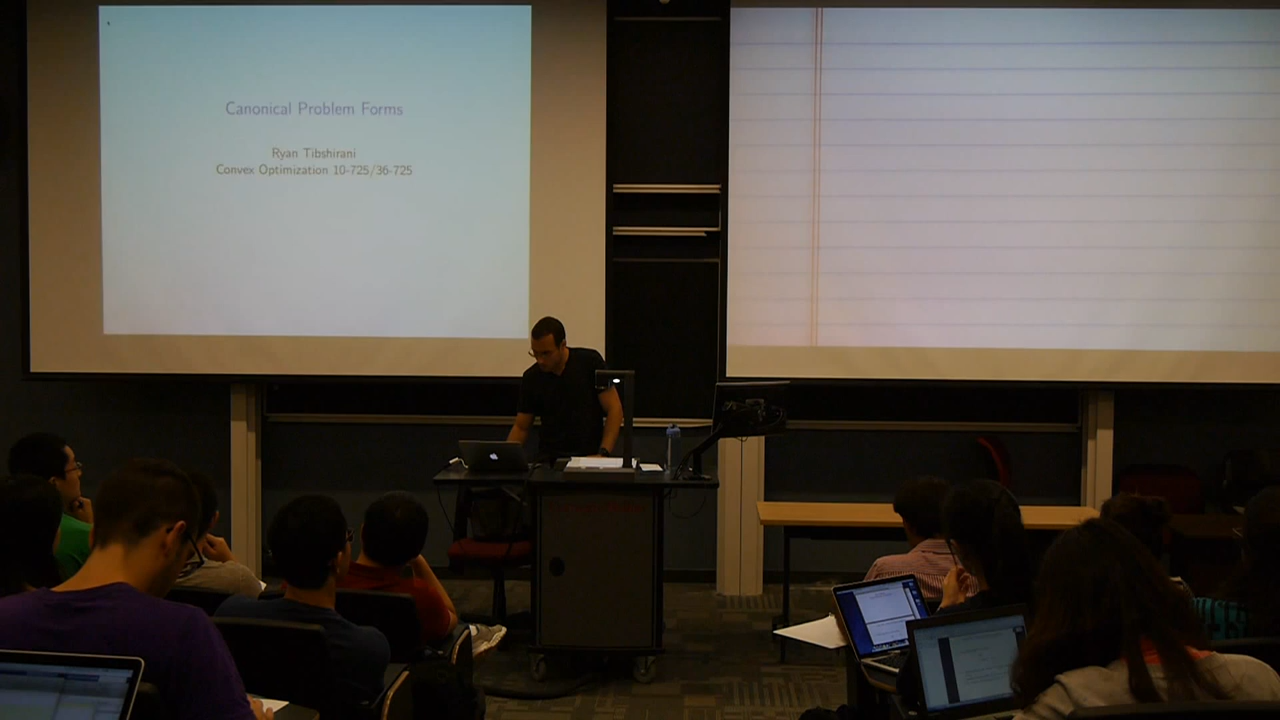 Canonical Problem Forms
Ryan Tibshirani
Convex Optimization 10-725/36-725